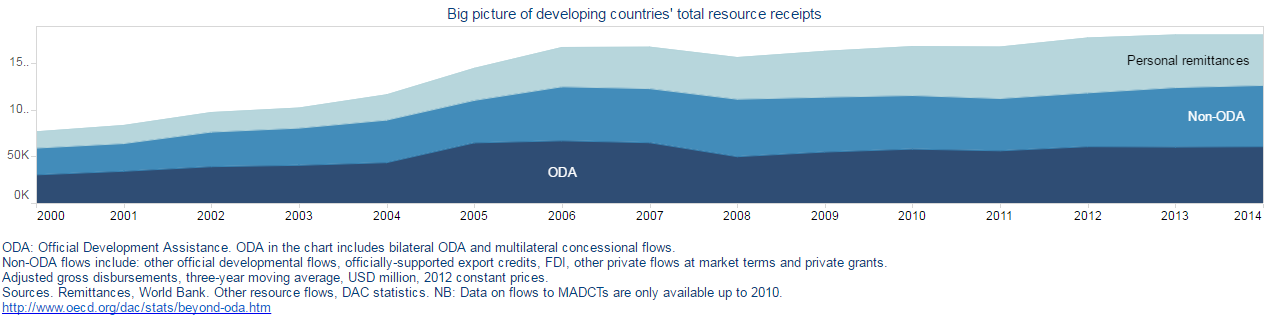 Big picture of developing countries' total resource receipts
15..
Personal remittances
10..
Non-ODA
50K
ODA
0K
2000 2001 2002 2003 2004 2005 2006 2007 2008 2009 2010 2011 2012 2013 2014
ODA: Official Development Assistance. ODA in the chart includes bilateral ODA and multilateral concessional flows.
Non-ODA flows include: other official developmental flows, officially-supported export credits, FDI, other private flows at market terms and private grants.
Adjusted gross disbursements, three-year moving average, USD million, 2012 constant prices.
Sources. Remittances, World Bank. Other resource flows, DAC statistics. NB: Data on flows to MADCTs are only available up to 2010.
http://www.oecd.org/dac/stats/beyond-oda.htm